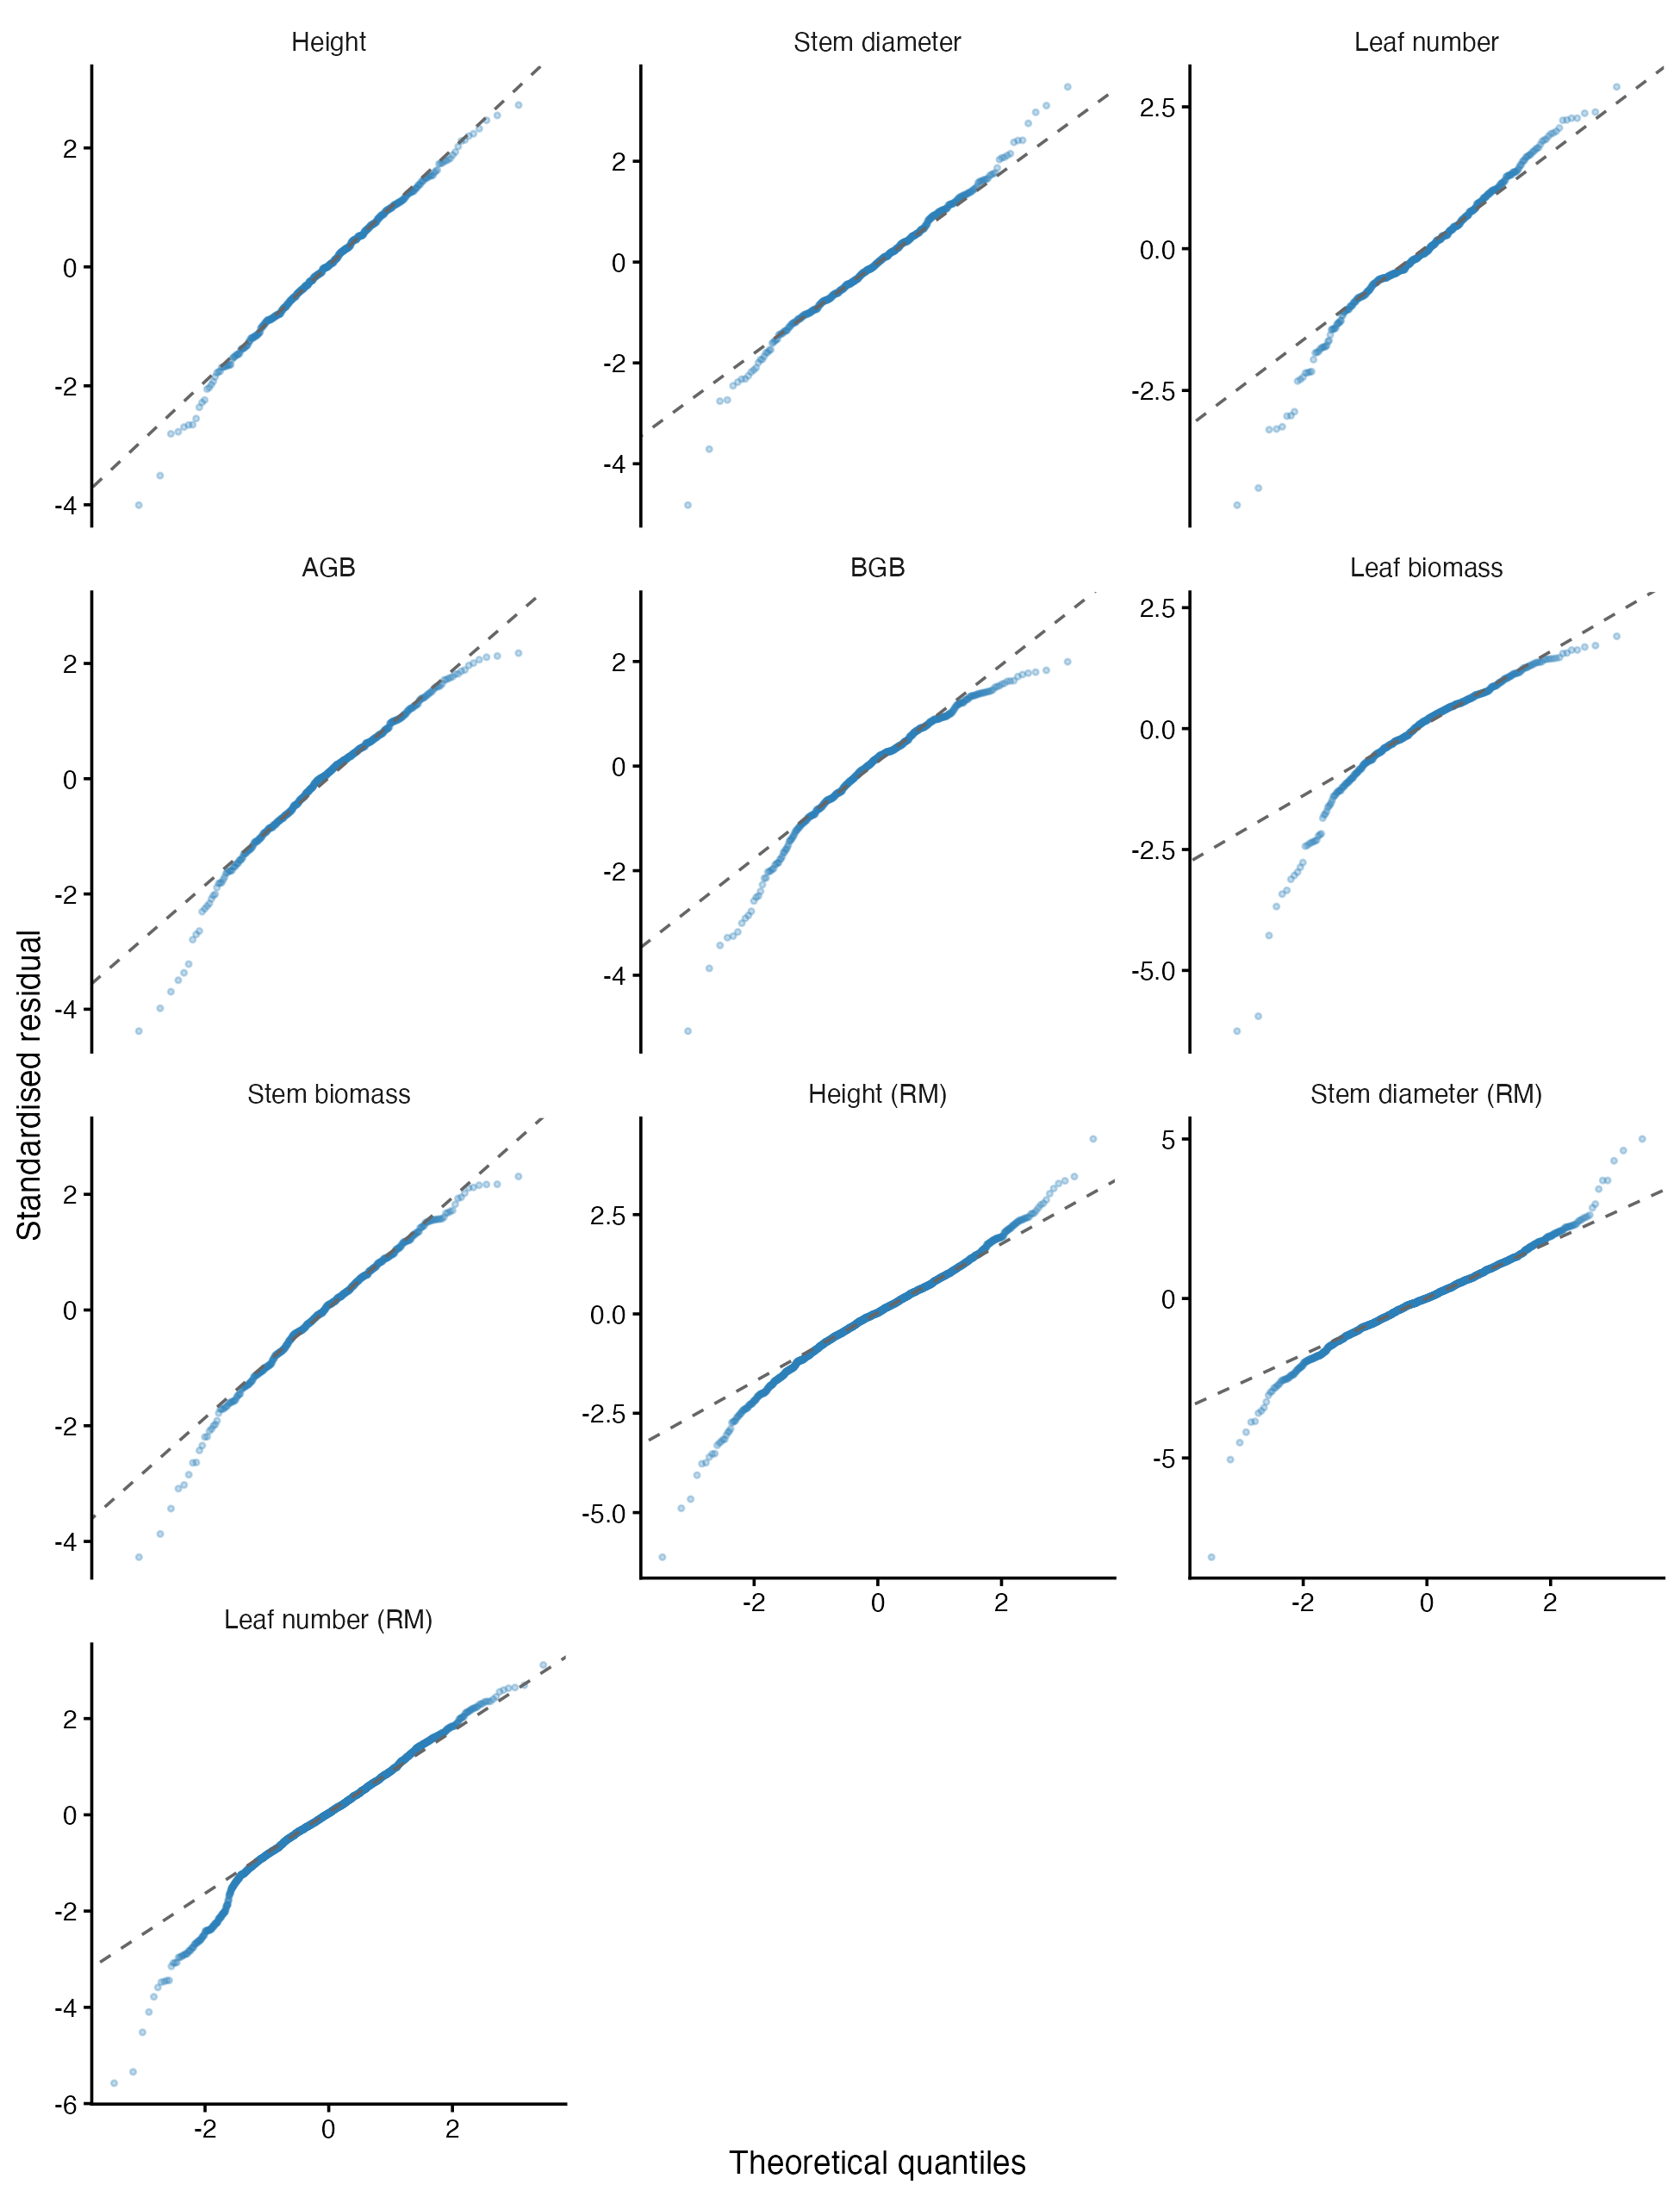 Height
Stem diameter
Leaf number
2
0
-2
-4
2
0
-2
-4
2.5
0.0
-2.5
AGB
BGB
Leaf biomass
2
0
-2
-4
2
0
-2
-4
2.5
0.0
-2.5
-5.0
Standardised residual
Stem biomass
Height (RM)
Stem diameter (RM)
2
0
-2
-4
2.5
0.0
-2.5
-5.0
-2 0 2
5
0
-5
-2 0 2
Leaf number (RM)
2
0
-2
-4
-6
-2 0 2
Theoretical quantiles